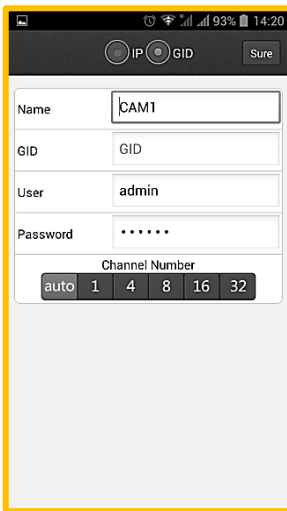 93% 14:20
IP GID Sure
Name CAM1
GID GID
User admin
Password ••••••
Channel Number
auto 1 4 8 16 32